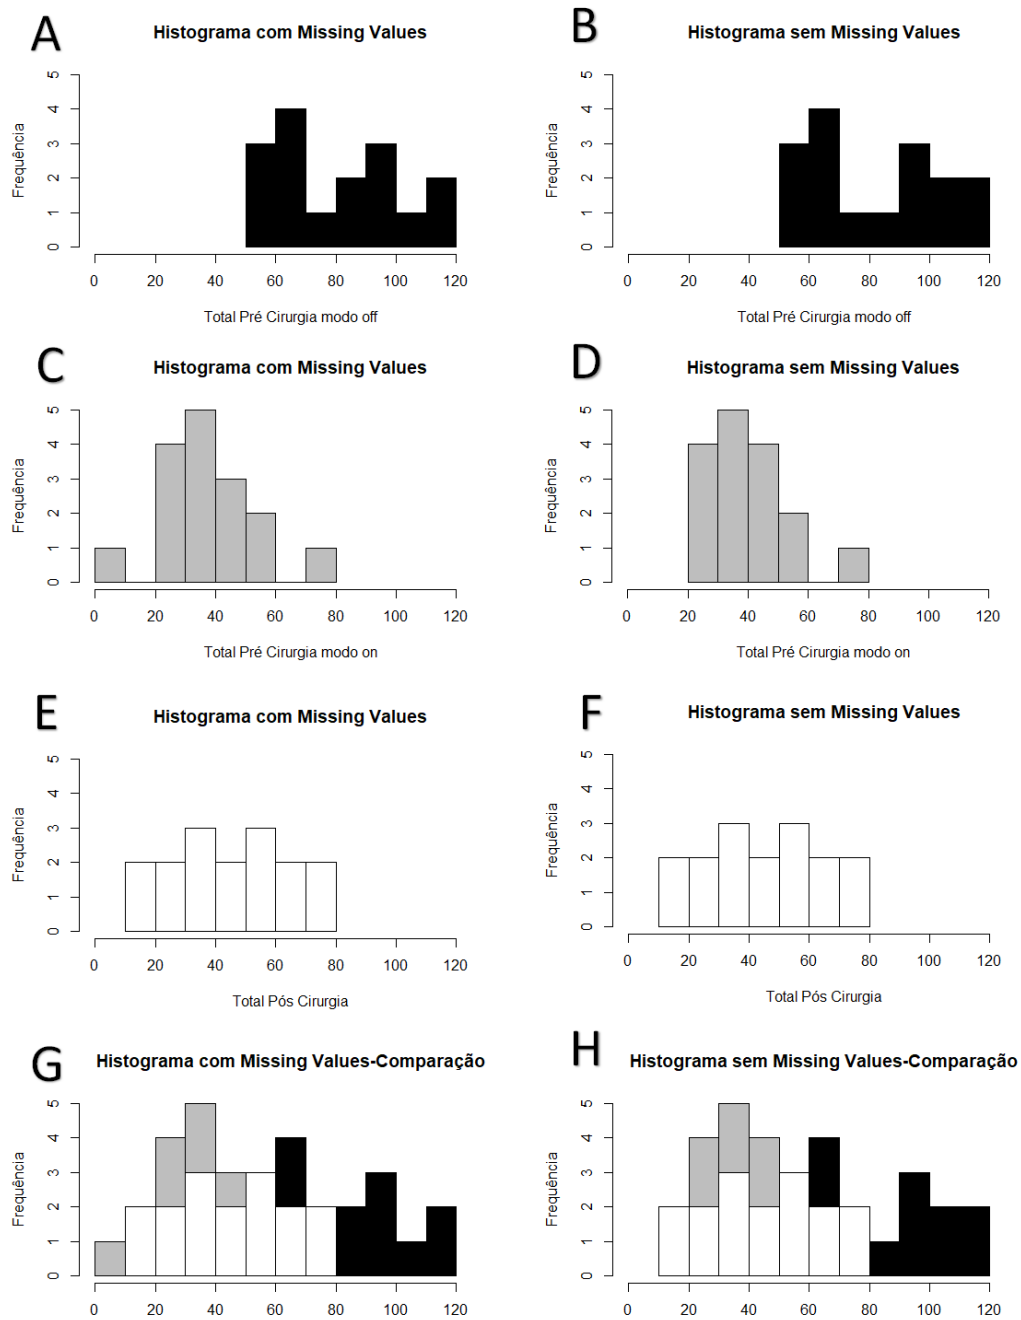 A
Histograma com Missing Values
Frequência
0 1 2 3 4 5
0 20 40 60 80 100 120
Total Pré Cirurgia modo off
B
Histograma sem Missing Values
Frequência
0 1 2 3 4 5
0 20 40 60 80 100 120
Total Pré Cirurgia modo off
C
Histograma com Missing Values
Frequência
0 1 2 3 4 5
0 20 40 60 80 100 120
Total Pré Cirurgia modo on
D
Histograma sem Missing Values
Frequência
0 1 2 3 4 5
0 20 40 60 80 100 120
Total Pré Cirurgia modo on
E
Histograma com Missing Values
Frequência
0 1 2 3 4 5
0 20 40 60 80 100 120
Total Pós Cirurgia
F
Histograma sem Missing Values
Frequência
0 1 2 3 4 5
0 20 40 60 80 100 120
Total Pós Cirurgia
G
Histograma com Missing Values-Comparação
Frequência
0 1 2 3 4 5
0 20 40 60 80 100 120
H
Histograma sem Missing Values-Comparação
Frequência
0 1 2 3 4 5
0 20 40 60 80 100 120